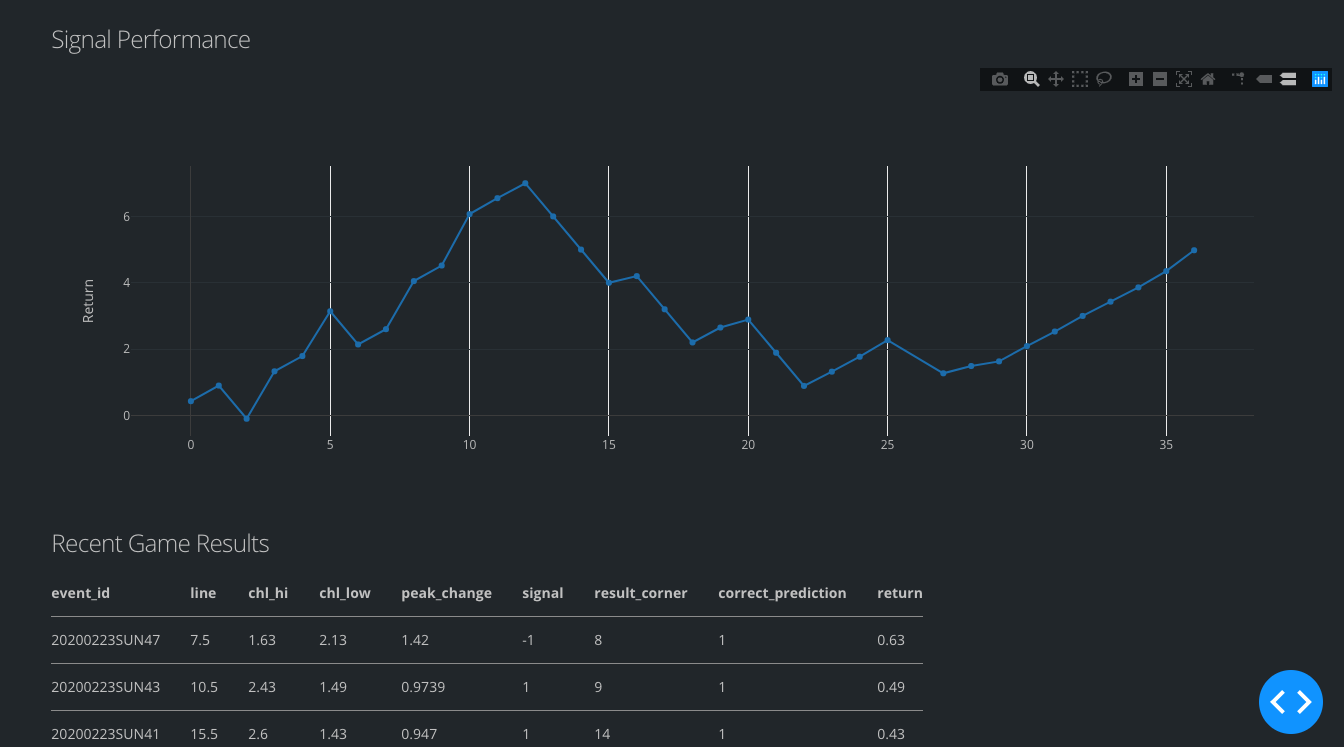 Signal Performance
6
4
2
0
Return
0 5 10 15 20 25 30 35
Recent Game Results
event_id line chl_hi chl_low peak_change signal result_corner correct_prediction return
20200223SUN47 7.5 1.63 2.13 1.42 -1 8 1 0.63
20200223SUN43 10.5 2.43 1.49 0.9739 1 9 1 0.49
20200223SUN41 15.5 2.6 1.43 0.947 1 14 1 0.43